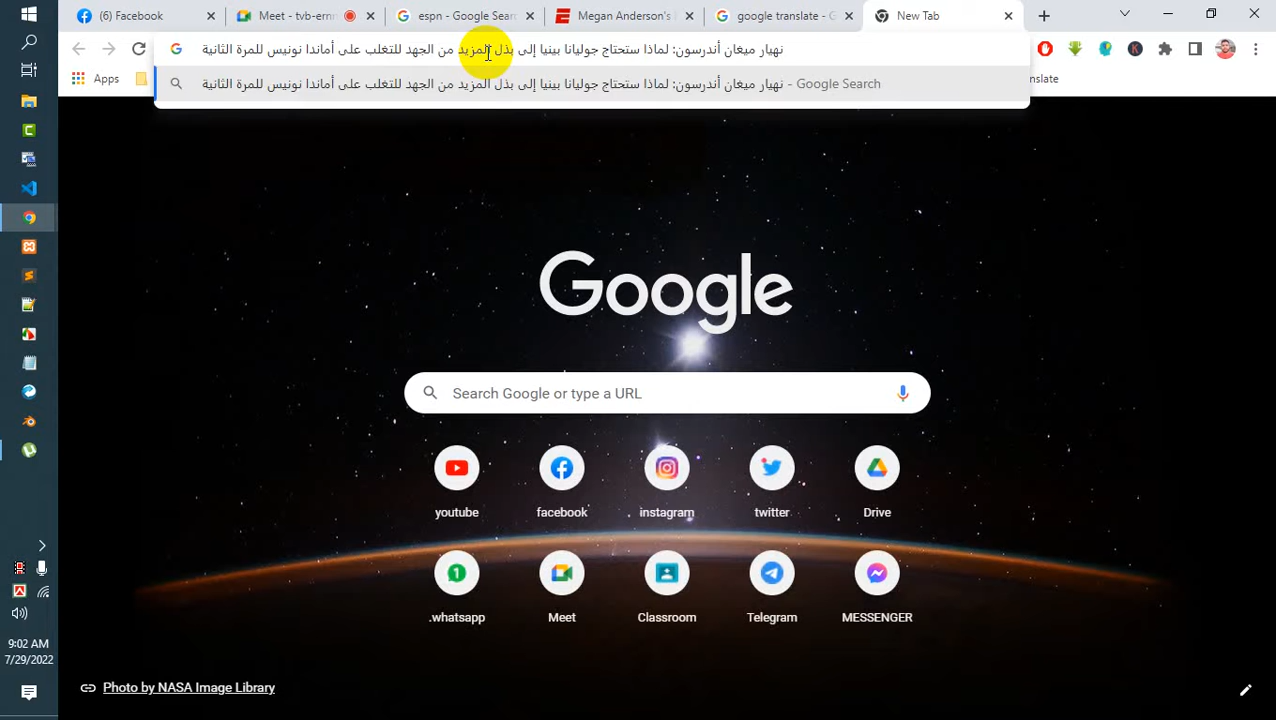 (6) Facebook
Meet - tvb-ernr
espn - Google Sear
Megan Anderson's
google translate - G
New Tab
نهيار ميغان أندرسون: لماذا ستحتاج جوليانا بينيا إلى بذل المزيد من الجهد للتغلب على أماندا نونيس للمرة الثانية
Apps
نهيار ميغان أندرسون: لماذا ستحتاج جوليانا بينيا إلى بذل المزيد من الجهد للتغلب على أماندا نونيس للمرة الثانية - Google Search
late
Google
Search Google or type a URL
youtube
facebook
instagram
twitter
Drive
.whatsapp
Meet
Classroom
Telegram
MESSENGER
9:02 AM
7/29/2022
Photo by NASA Image Library